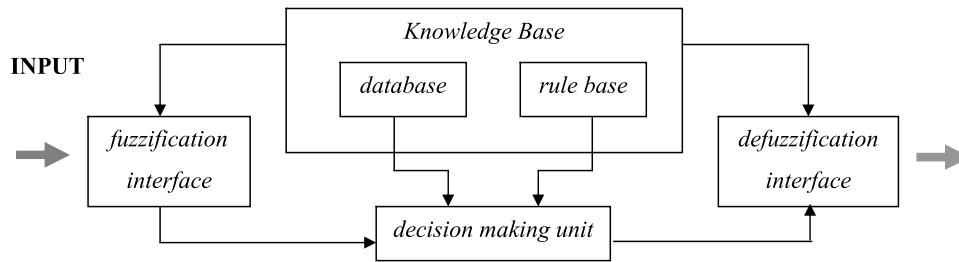 Knowledge Base
INPUT
database
rule base
fuzzification
interface
defuzzification
interface
decision making unit